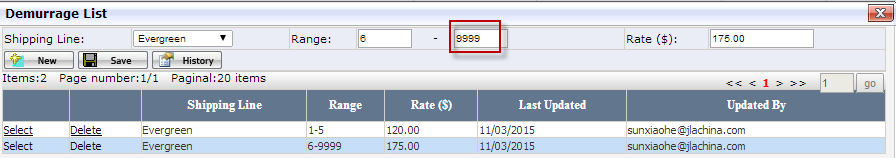 Demurrage List
Shipping Line: Evergreen Range: 6 - 9999 Rate ($): 175.00
New Save History
Items:2 Page number:1/1 Paginal:20 items << < 1 > >> 1 go
Shipping Line Range Rate ($) Last Updated Updated By
Select Delete Evergreen 1-5 120.00 11/03/2015 sunxiaohe@jlachina.com
Select Delete Evergreen 6-9999 175.00 11/03/2015 sunxiaohe@jlachina.com